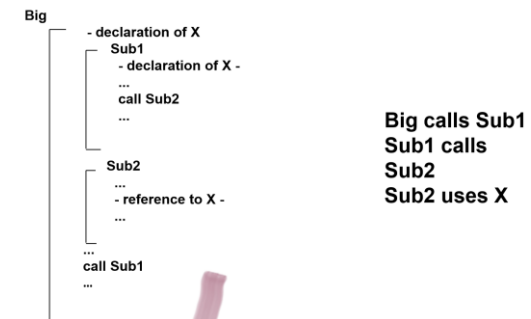 Big
- declaration of X
Sub1
- declaration of X -
...
call Sub2
...
Sub2
...
- reference to X -
...
...
call Sub1
...
Big calls Sub1
Sub1 calls
Sub2
Sub2 uses X